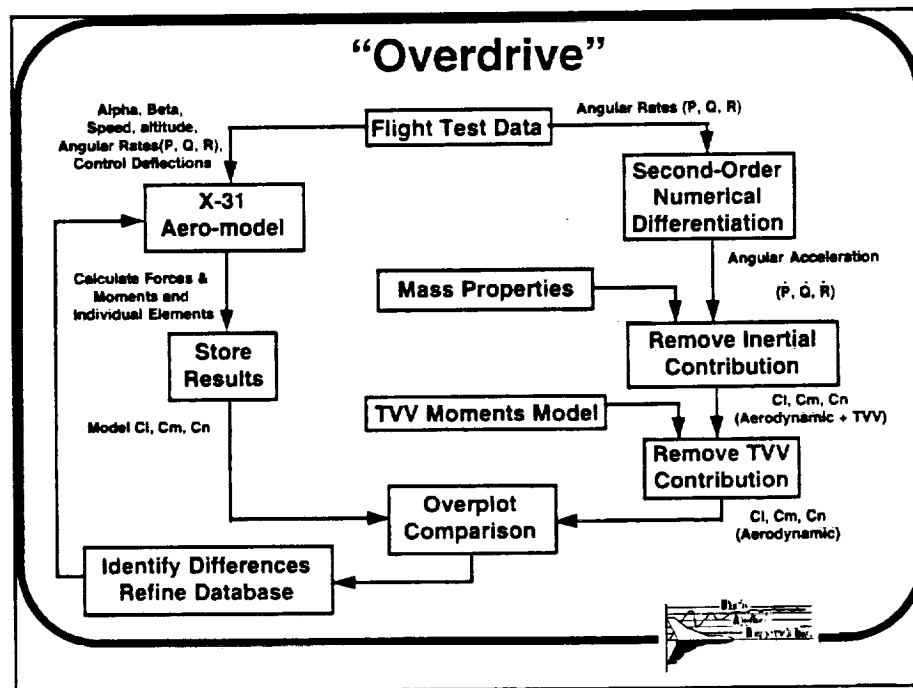 “Overdrive”
Alpha, Beta,
Speed, altitude,
Angular Rates(P, Q, R),
Control Deflections
Flight Test Data
Angular Rates (P, Q, R)
X-31
Aero-model
Second-Order
Numerical
Differentiation
Calculate Forces &
Moments and
Individual Elements
Angular Acceleration
(Ṗ, Q̇, Ṙ)
Mass Properties
Store
Results
Remove Inertial
Contribution
Model Cl, Cm, Cn
TVV Moments Model
Cl, Cm, Cn
(Aerodynamic + TVV)
Remove TVV
Contribution
Overplot
Comparison
Cl, Cm, Cn
(Aerodynamic)
Identify Differences
Refine Database